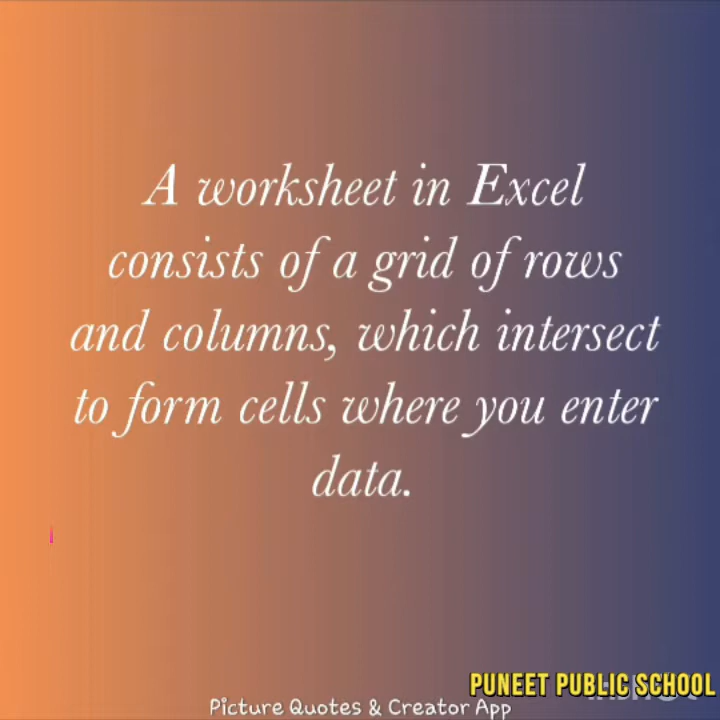 A worksheet in Excel
consists of a grid of rows
and columns, which intersect
to form cells where you enter
data.
PUNEET PUBLIC SCHOOL
Picture Quotes & Creator App